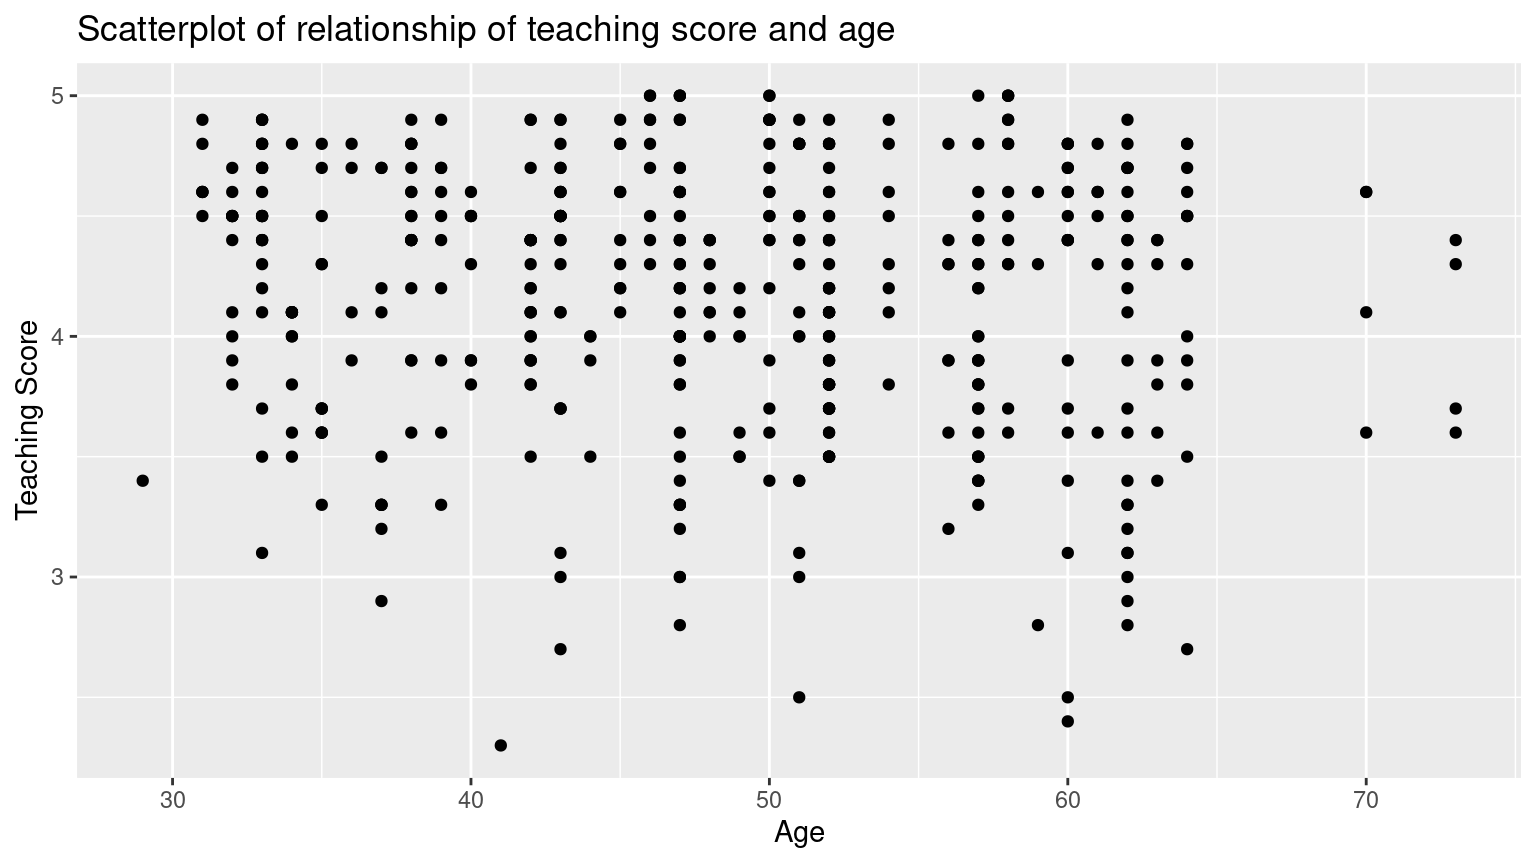 Scatterplot of relationship of teaching score and age
5
4
3
Teaching Score
30 40 50 60 70
Age